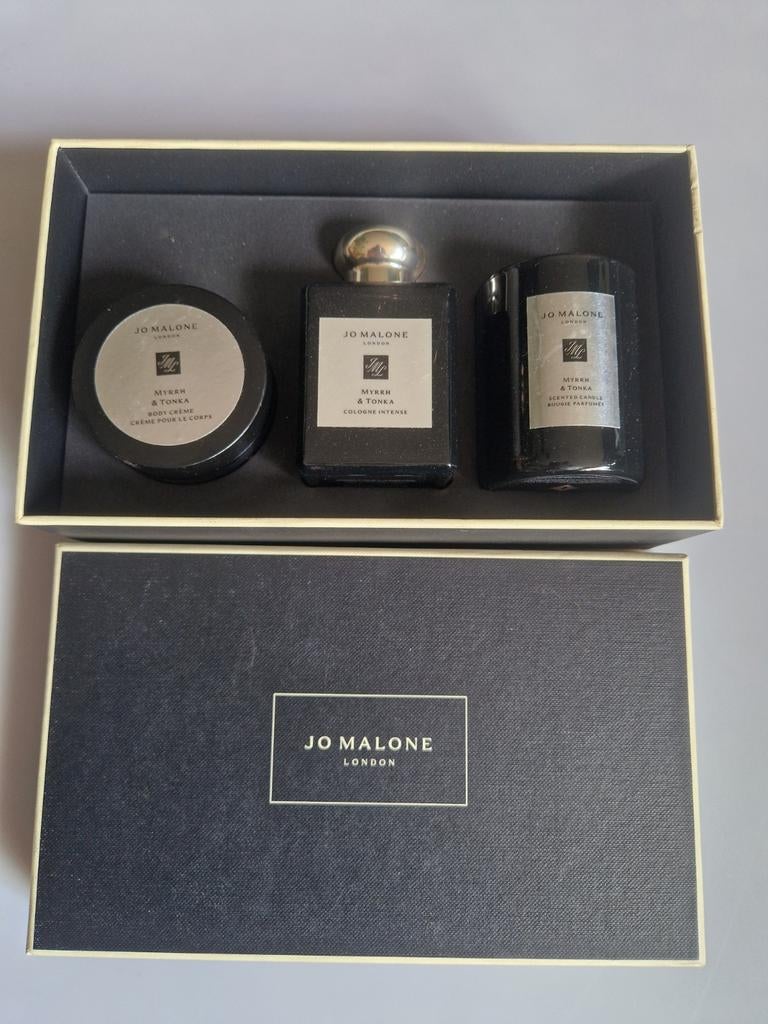 JO MALONE
LONDON
MYRRH
& TONKA
BODY CRÈME
CRÈME POUR LE CORPS
JO MALONE
LONDON
MYRRH
& TONKA
COLOGNE INTENSE
JO MALONE
LONDON
MYRRH
& TONKA
SCENTED CANDLE
BOUGIE PARFUMÉE
JO MALONE
LONDON